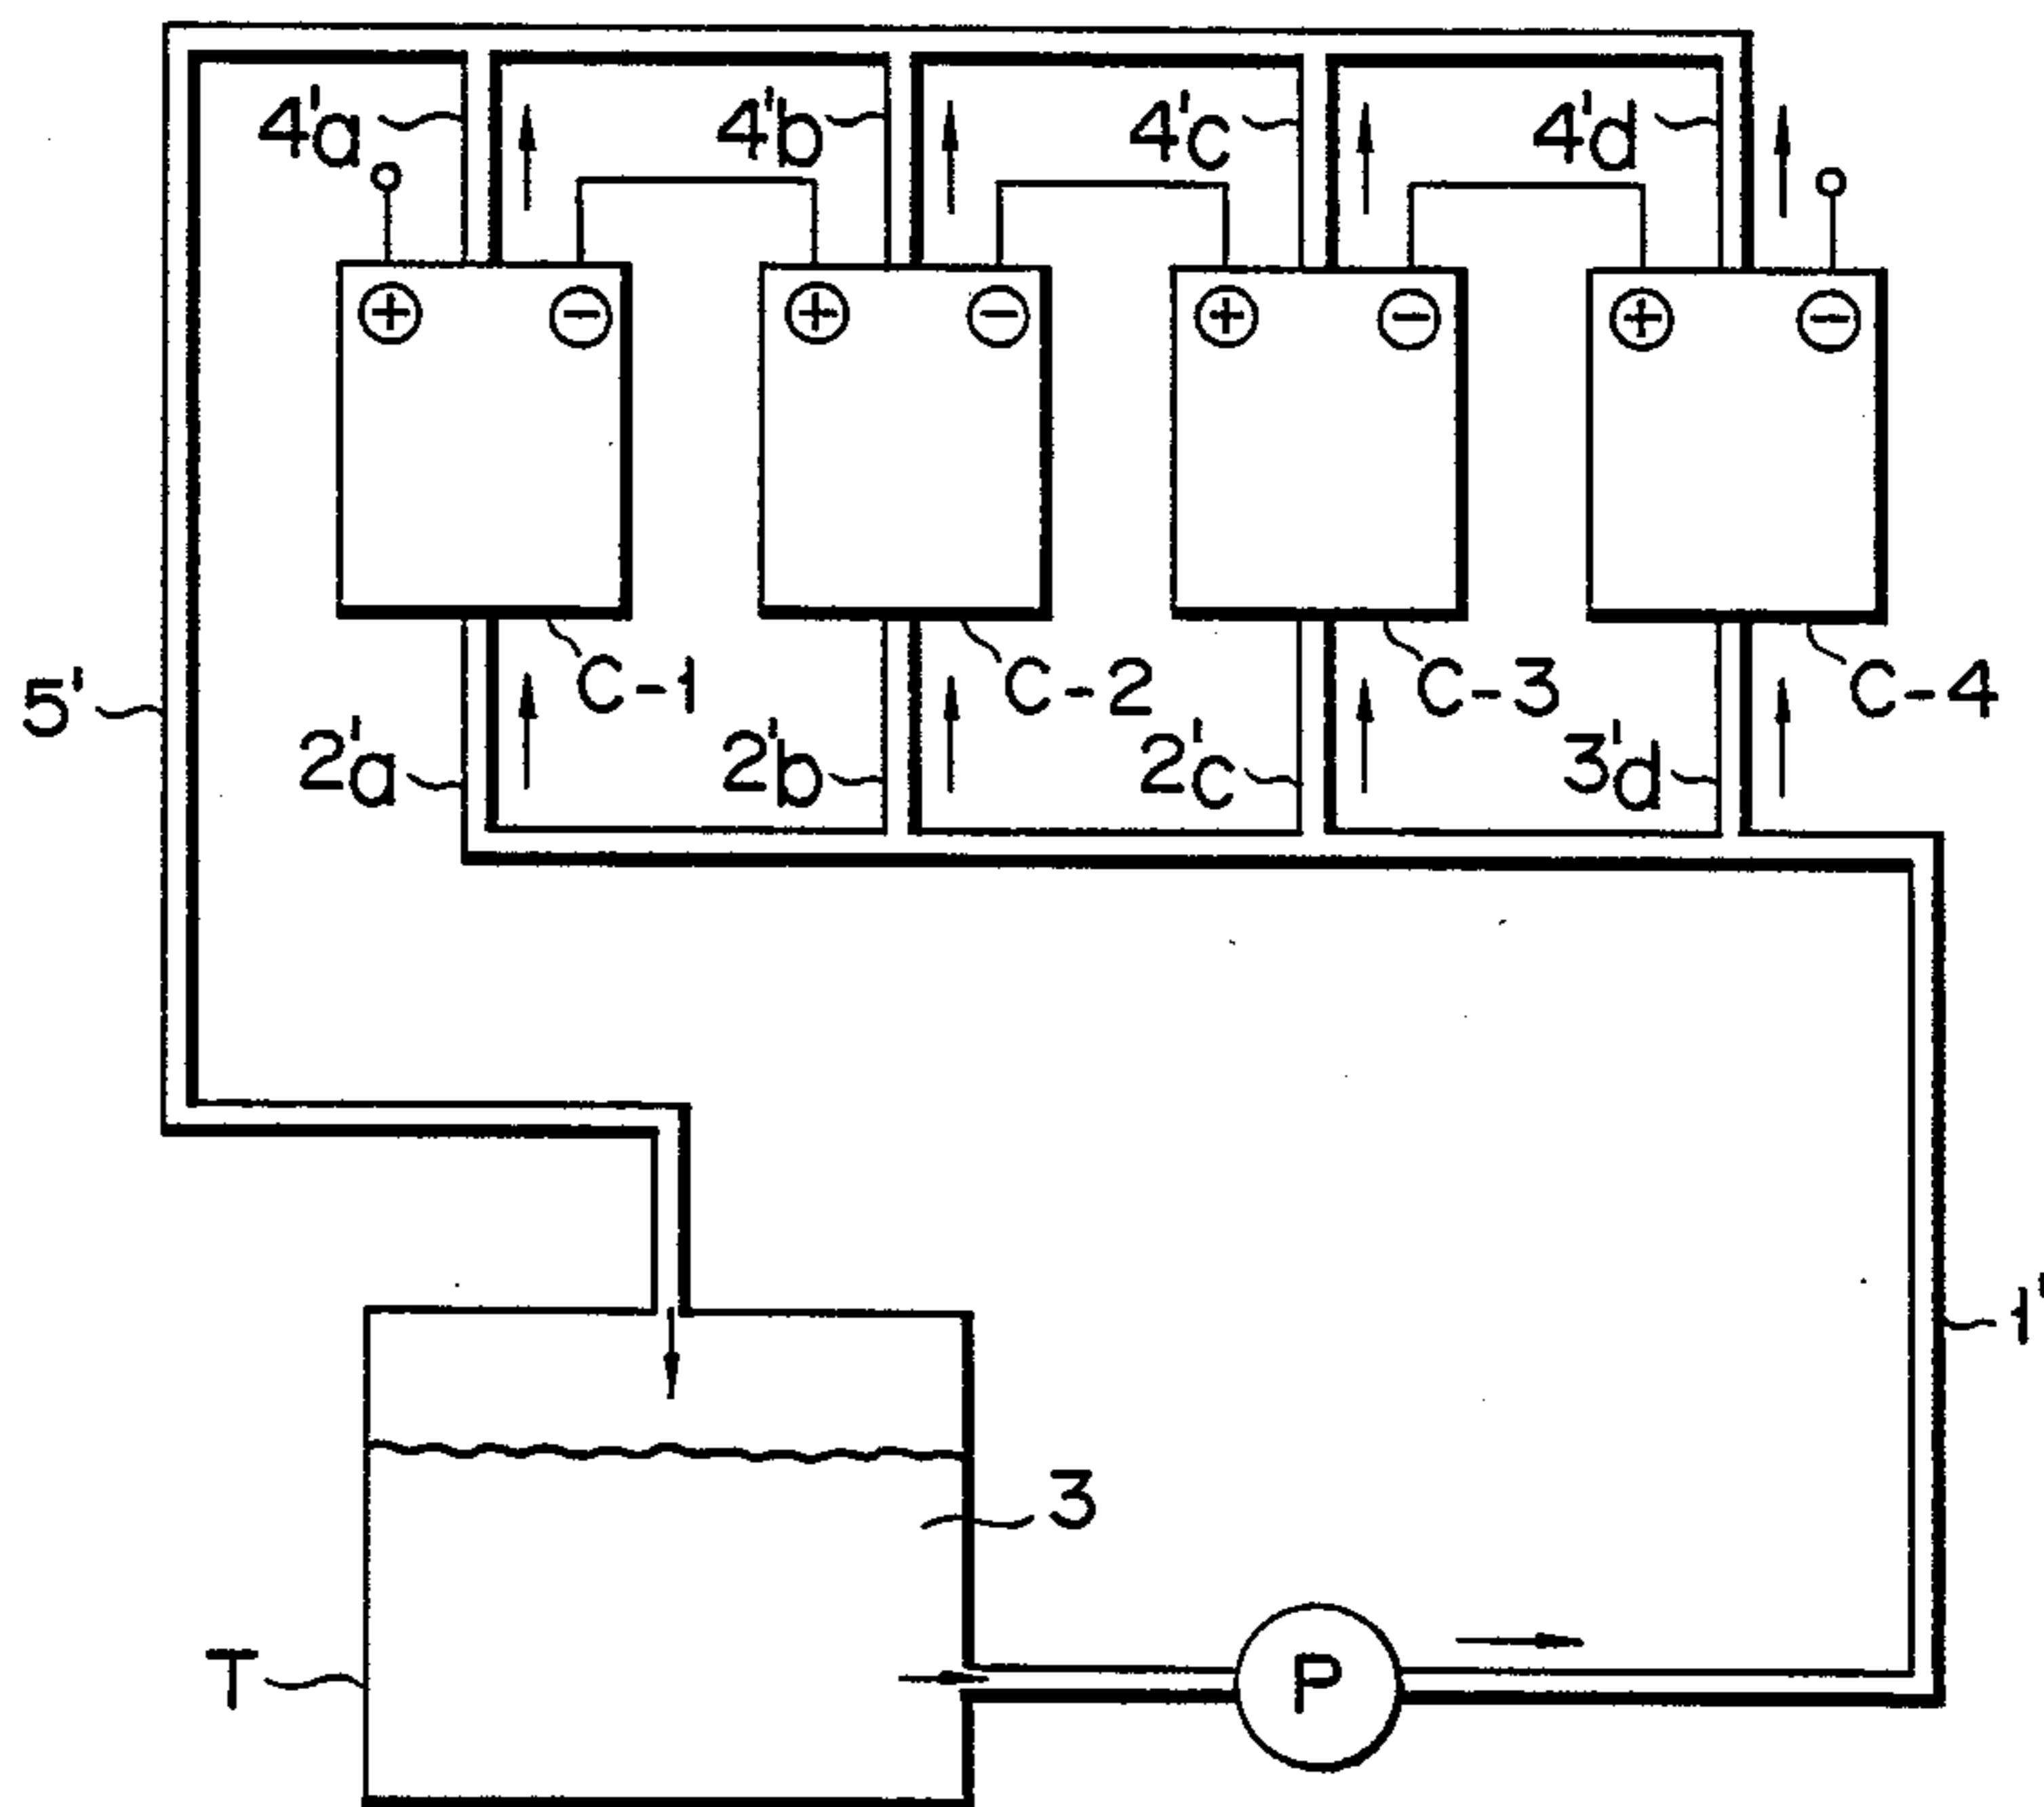 4'a 4'b 4'c 4'd
+ − + − + − + −
C-1 C-2 C-3 C-4
5'
2'a 2'b 2'c 3'd
1'
3
T
P